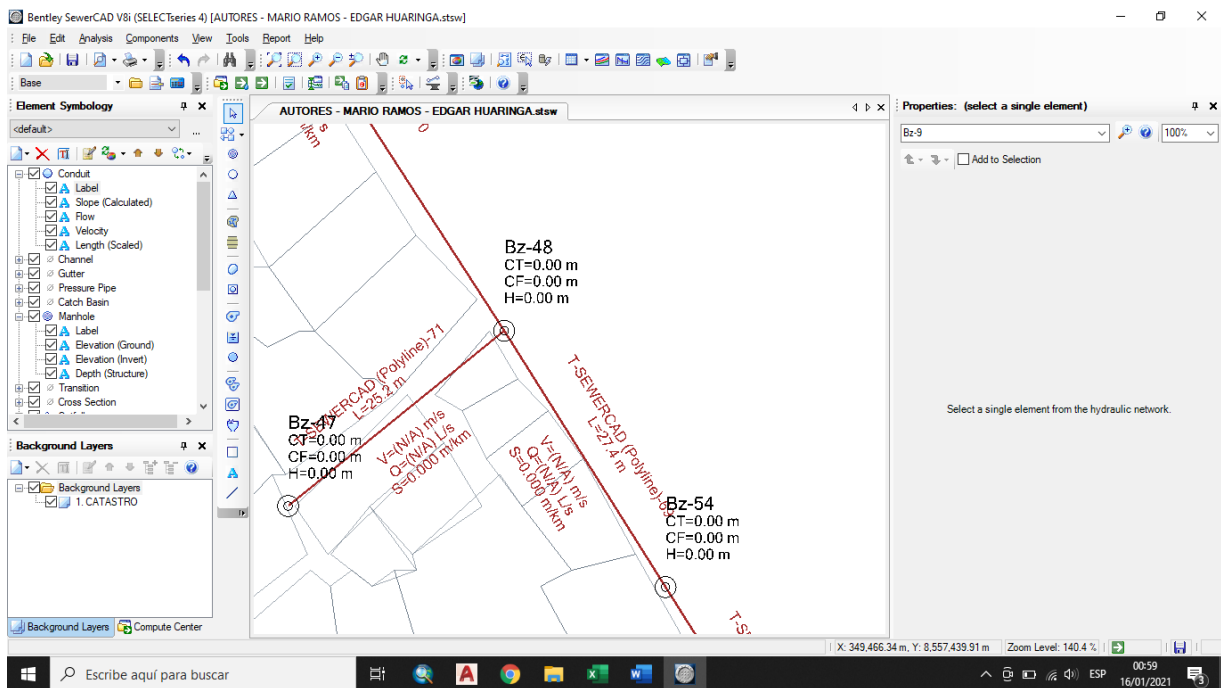 Bentley SewerCAD V8i (SELECTseries 4) [AUTORES - MARIO RAMOS - EDGAR HUARINGA.stsw]
File Edit Analysis Components View Tools Report Help
Base
Element Symbology
<default>
...
Conduit
Label
Slope (Calculated)
Flow
Velocity
Length (Scaled)
Channel
Gutter
Pressure Pipe
Catch Basin
Manhole
Label
Elevation (Ground)
Elevation (Invert)
Depth (Structure)
Transition
Cross Section
Background Layers
Background Layers
1. CATASTRO
Background Layers Compute Center
AUTORES - MARIO RAMOS - EDGAR HUARINGA.stsw
m/km
Bz-48
CT=0.00 m
CF=0.00 m
H=0.00 m
T-SEWERCAD (Polyline)-71
L=25.2 m
V=(N/A) m/s
Q=(N/A) L/s
S=0.000 m/km
Bz-47
CT=0.00 m
CF=0.00 m
H=0.00 m
T-SEWERCAD (Polyline)-69
L=27.4 m
V=(N/A) m/s
Q=(N/A) L/s
S=0.000 m/km
Bz-54
CT=0.00 m
CF=0.00 m
H=0.00 m
Properties: (select a single element)
Bz-9
100%
Add to Selection
Select a single element from the hydraulic network.
X: 349,466.34 m, Y: 8,557,439.91 m Zoom Level: 140.4 %
Escribe aquí para buscar
ESP
00:59
16/01/2021
3